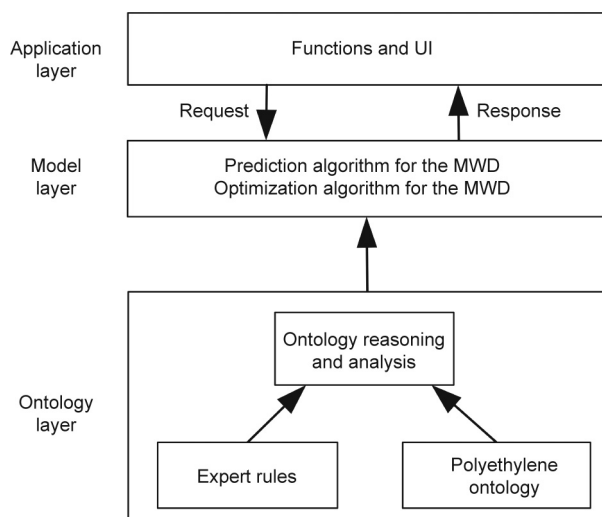 Application
layer
Functions and UI
Request
Response
Model
layer
Prediction algorithm for the MWD
Optimization algorithm for the MWD
Ontology
layer
Ontology reasoning
and analysis
Expert rules
Polyethylene
ontology